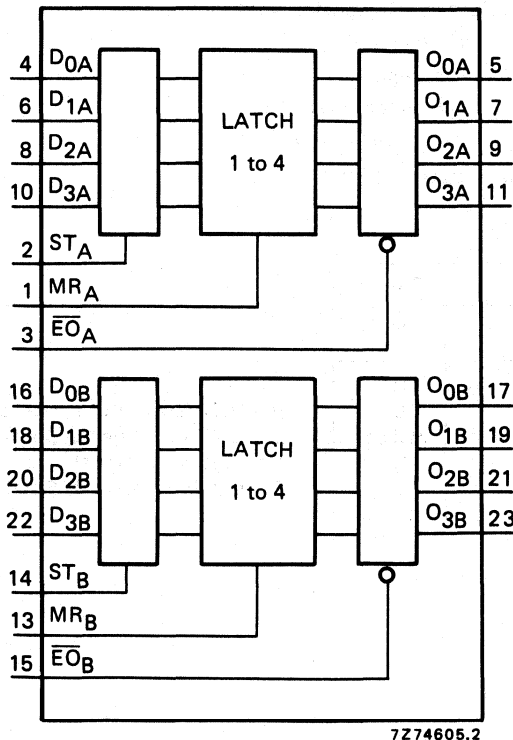 4 D0A O0A 5
6 D1A O1A 7
LATCH
8 D2A O2A 9
1 to 4
10 D3A O3A 11
2 STA
1 MRA
3 E̅O̅A
16 D0B O0B 17
18 D1B O1B 19
LATCH
20 D2B O2B 21
1 to 4
22 D3B O3B 23
14 STB
13 MRB
15 E̅O̅B
7Z74605.2